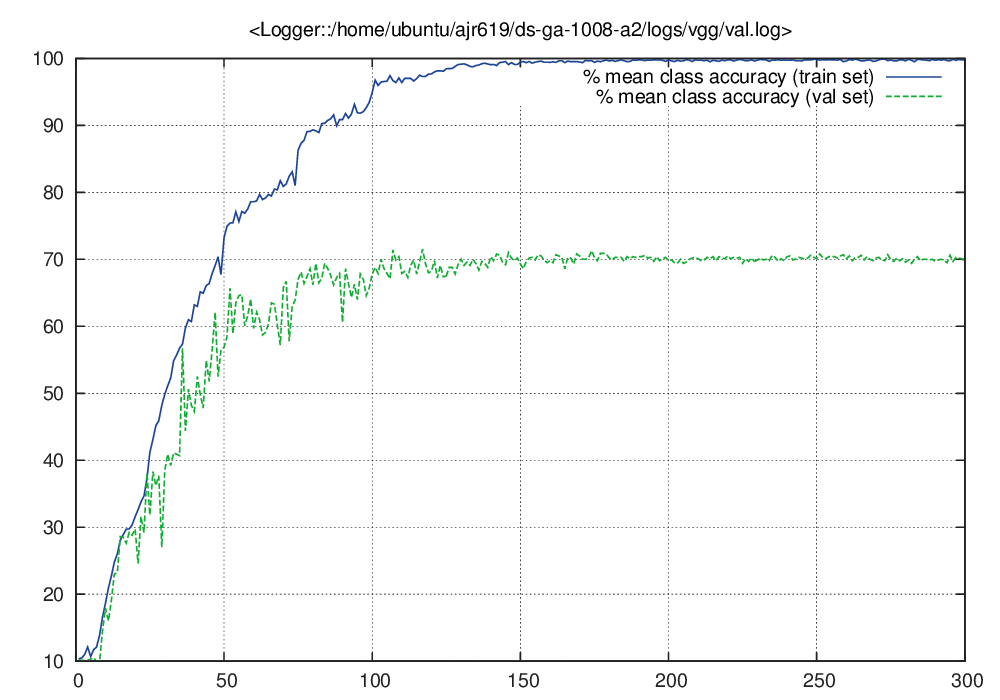 <Logger::/home/ubuntu/ajr619/ds-ga-1008-a2/logs/vgg/val.log>
100
% mean class accuracy (train set)
% mean class accuracy (val set)
90
80
70
60
50
40
30
20
10
0 50 100 150 200 250 300